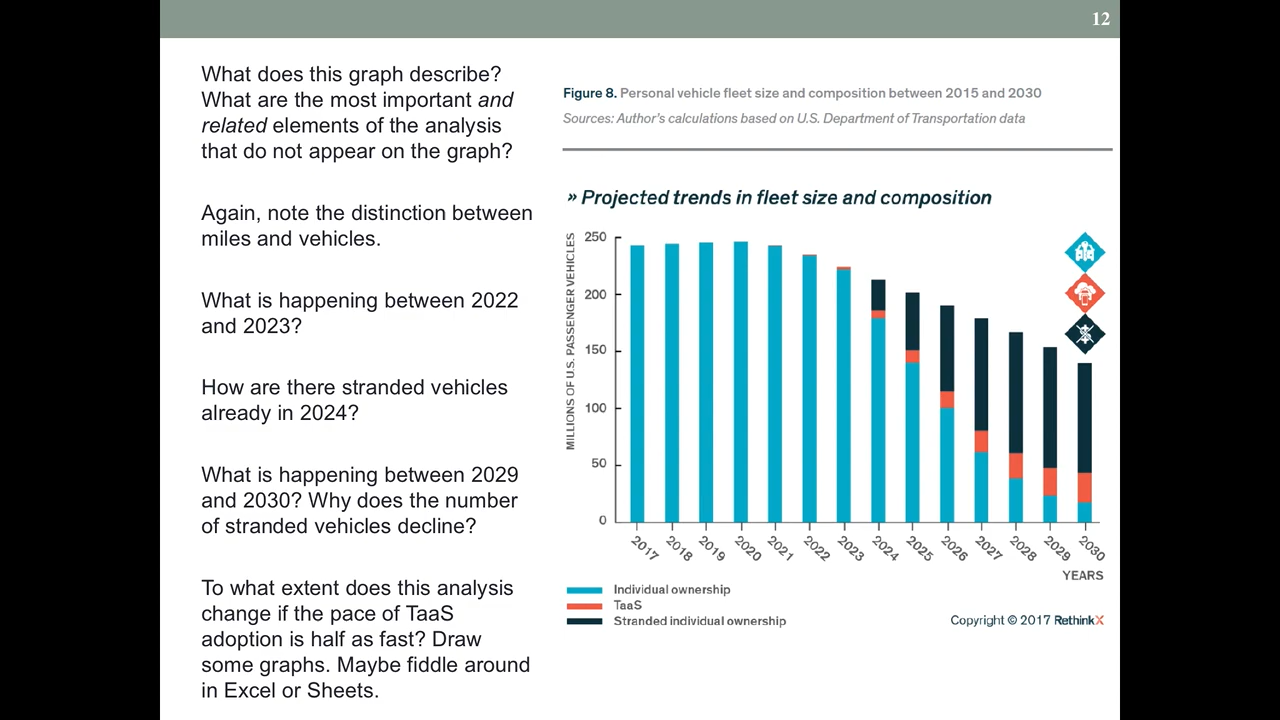 12
What does this graph describe?
What are the most important and
related elements of the analysis
that do not appear on the graph?
Again, note the distinction between
miles and vehicles.
What is happening between 2022
and 2023?
How are there stranded vehicles
already in 2024?
What is happening between 2029
and 2030? Why does the number
of stranded vehicles decline?
To what extent does this analysis
change if the pace of TaaS
adoption is half as fast? Draw
some graphs. Maybe fiddle around
in Excel or Sheets.
Figure 8. Personal vehicle fleet size and composition between 2015 and 2030
Sources: Author's calculations based on U.S. Department of Transportation data
» Projected trends in fleet size and composition
MILLIONS OF U.S. PASSENGER VEHICLES
250
200
150
100
50
0
2017 2018 2019 2020 2021 2022 2023 2024 2025 2026 2027 2028 2029 2030
YEARS
Individual ownership
TaaS
Stranded individual ownership
Copyright © 2017 RethinkX